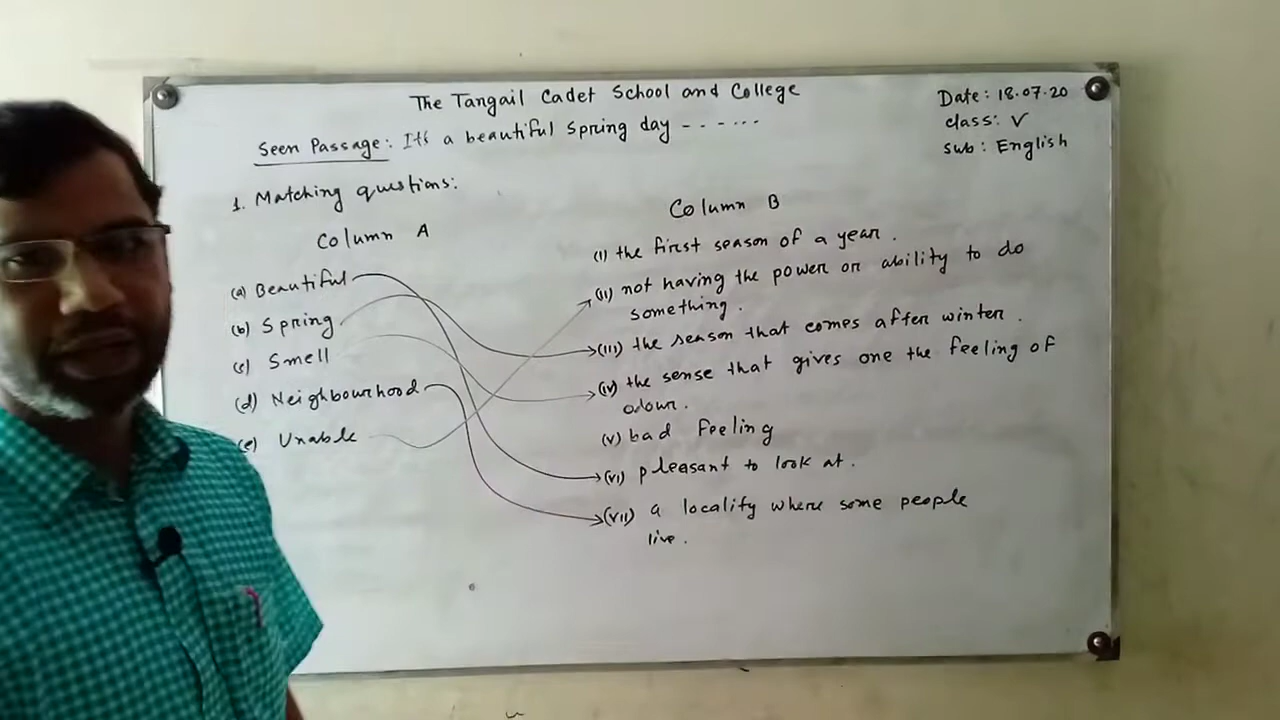 The Tangail Cadet School and College
Date: 18.07.20
Seen Passage: It's a beautiful spring day - - - ...
class: V
sub: English
1. Matching questions:
Column A
Column B
(a) Beautiful
(b) Spring
(c) Smell
(d) Neighbourhood
(e) Unable
(i) the first season of a year.
(ii) not having the power or ability to do
something.
(iii) the season that comes after winter.
(iv) the sense that gives one the feeling of
odour.
(v) bad Feeling
(vi) pleasant to look at.
(vii) a locality where some people
live.